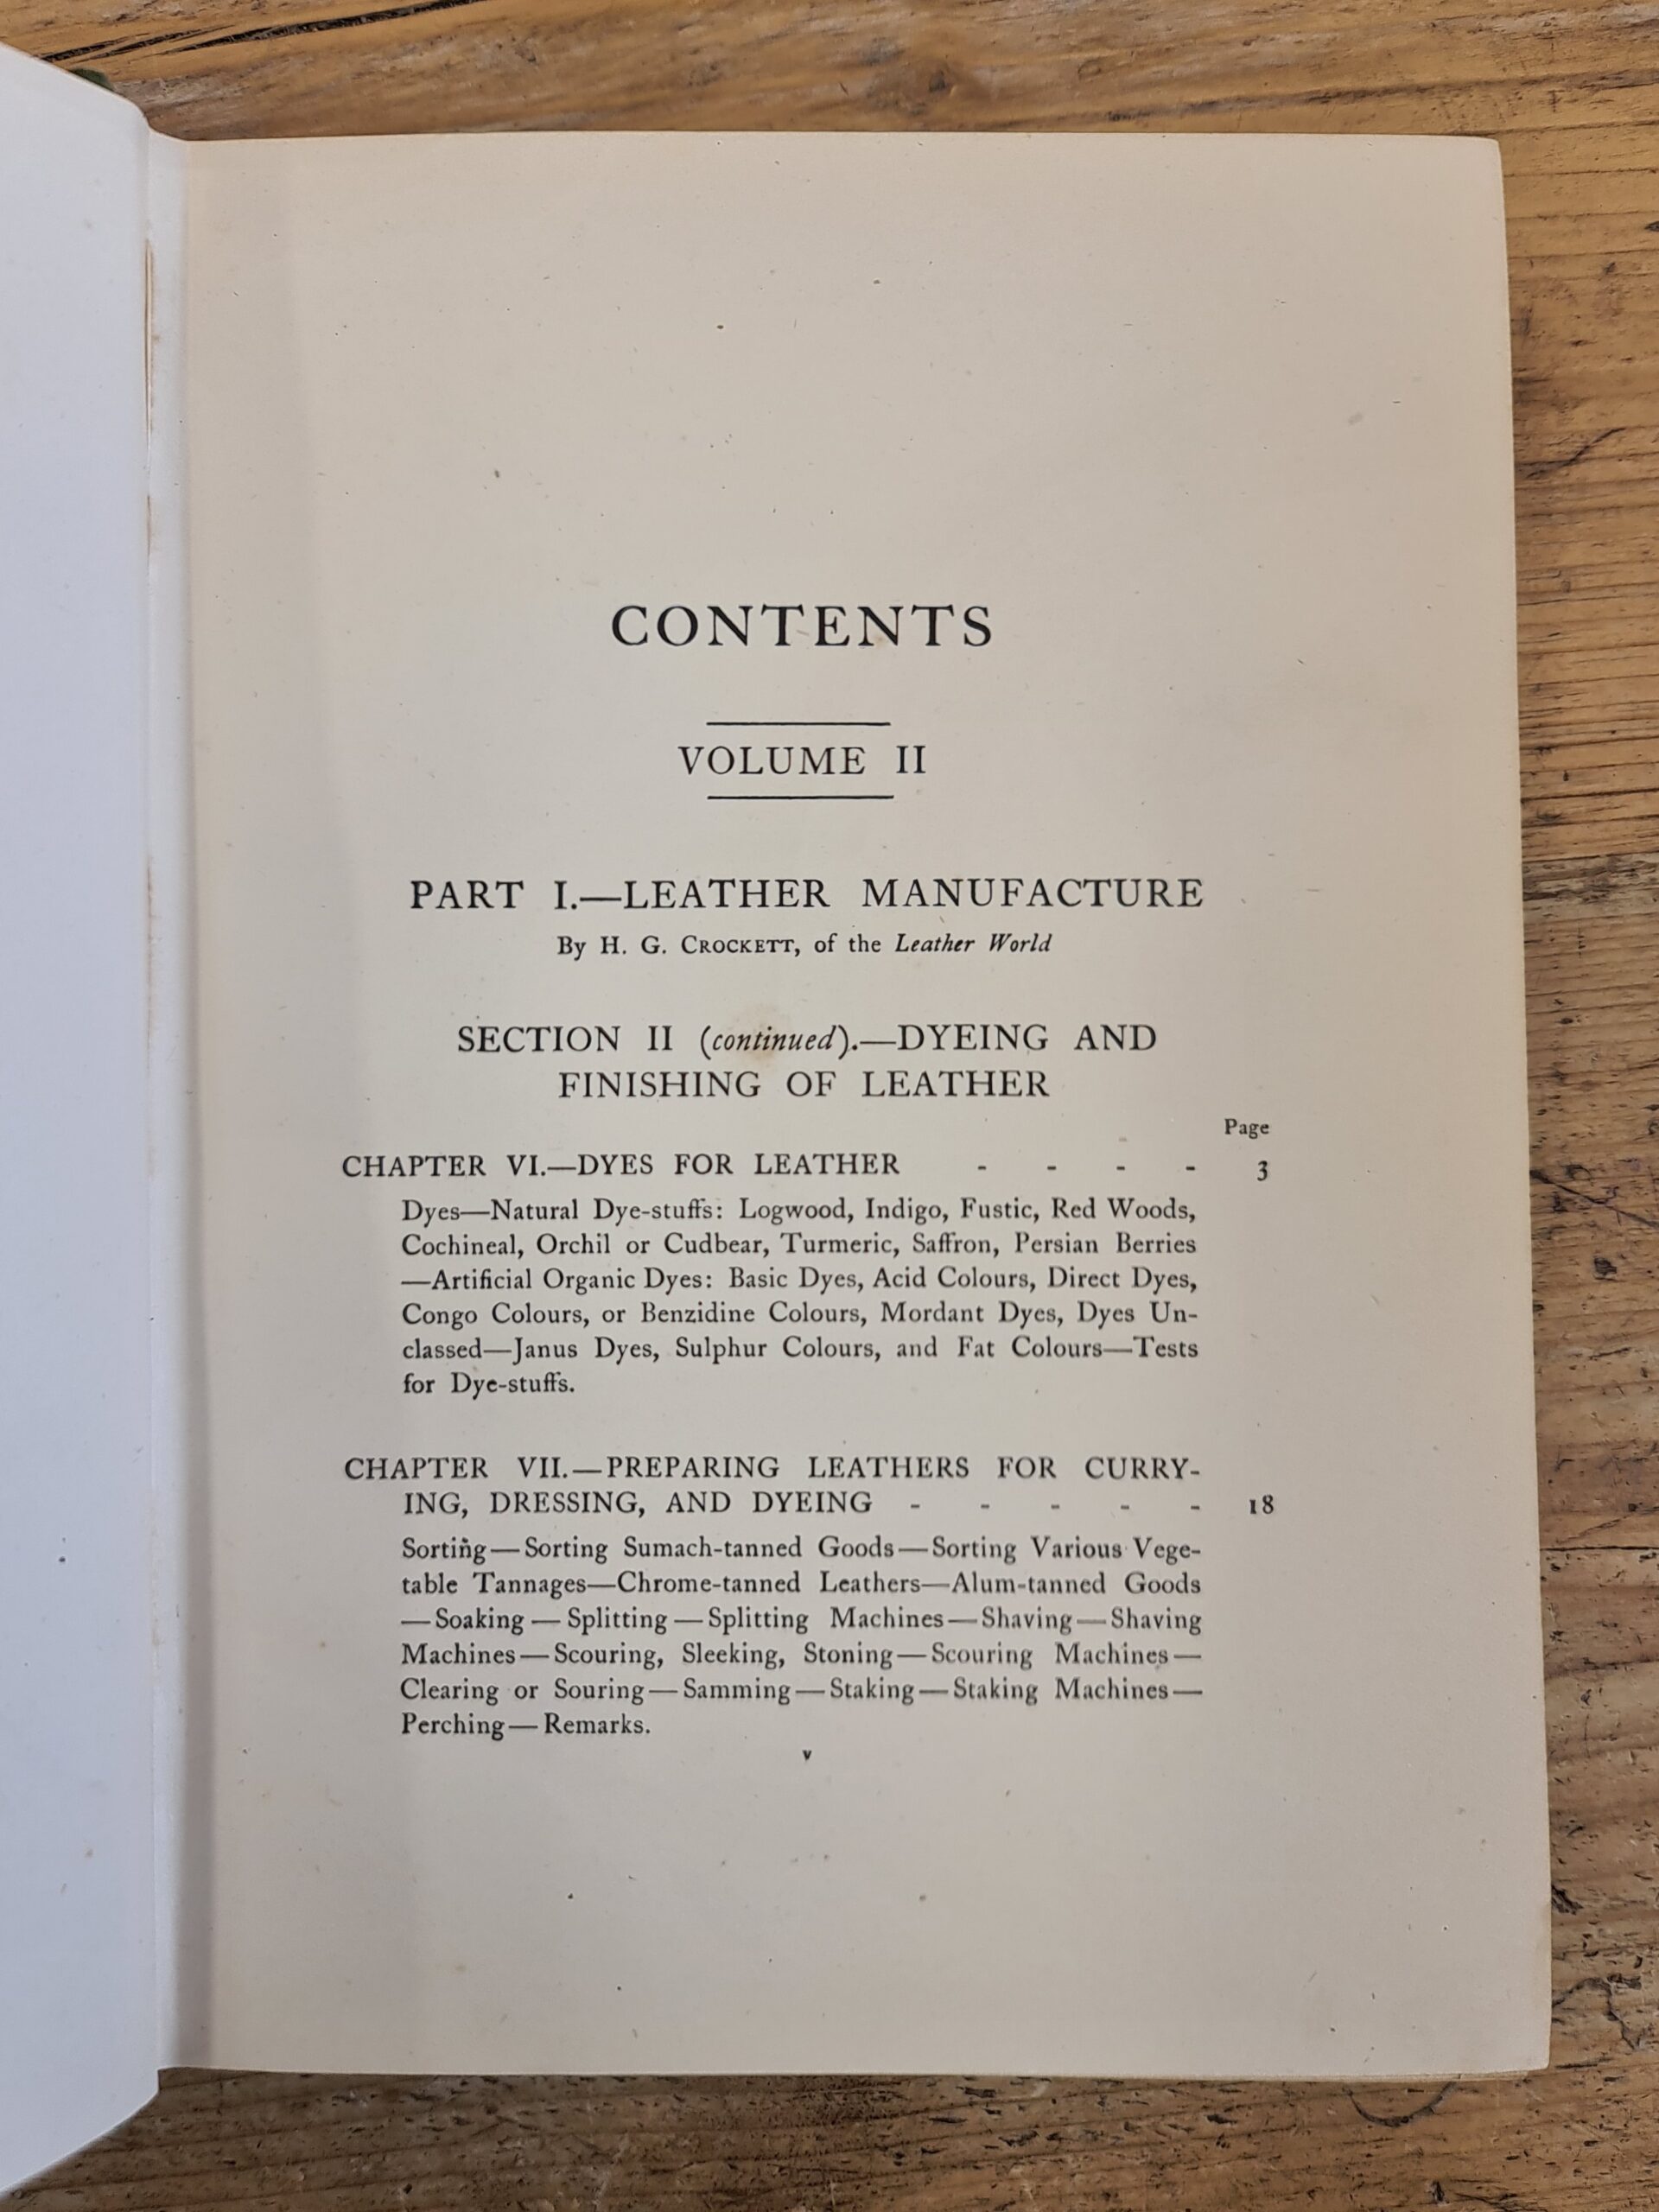 CONTENTS
VOLUME II
PART I.—LEATHER MANUFACTURE
By H. G. CROCKETT, of the Leather World
SECTION II (continued).—DYEING AND
FINISHING OF LEATHER
Page
CHAPTER VI.—DYES FOR LEATHER - - - - 3
Dyes—Natural Dye-stuffs: Logwood, Indigo, Fustic, Red Woods,
Cochineal, Orchil or Cudbear, Turmeric, Saffron, Persian Berries
—Artificial Organic Dyes: Basic Dyes, Acid Colours, Direct Dyes,
Congo Colours, or Benzidine Colours, Mordant Dyes, Dyes Un-
classed—Janus Dyes, Sulphur Colours, and Fat Colours—Tests
for Dye-stuffs.
CHAPTER VII.—PREPARING LEATHERS FOR CURRY-
ING, DRESSING, AND DYEING - - - - - 18
Sorting—Sorting Sumach-tanned Goods—Sorting Various Vege-
table Tannages—Chrome-tanned Leathers—Alum-tanned Goods
—Soaking—Splitting—Splitting Machines—Shaving—Shaving
Machines—Scouring, Sleeking, Stoning—Scouring Machines—
Clearing or Souring—Samming—Staking—Staking Machines—
Perching—Remarks.
v